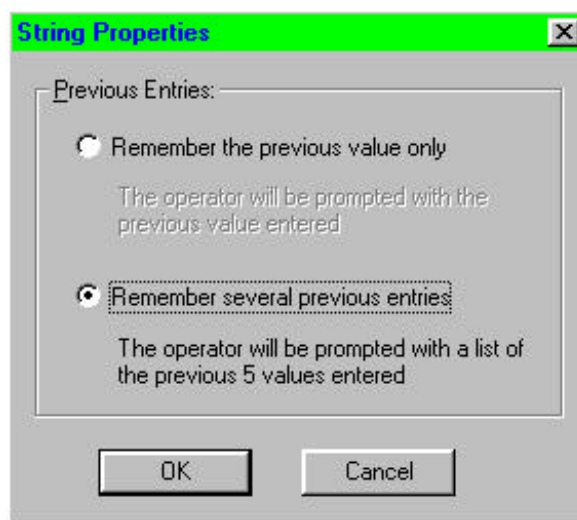 String Properties
Previous Entries:
Remember the previous value only
The operator will be prompted with the
previous value entered
Remember several previous entries
The operator will be prompted with a list of
the previous 5 values entered
OK
Cancel